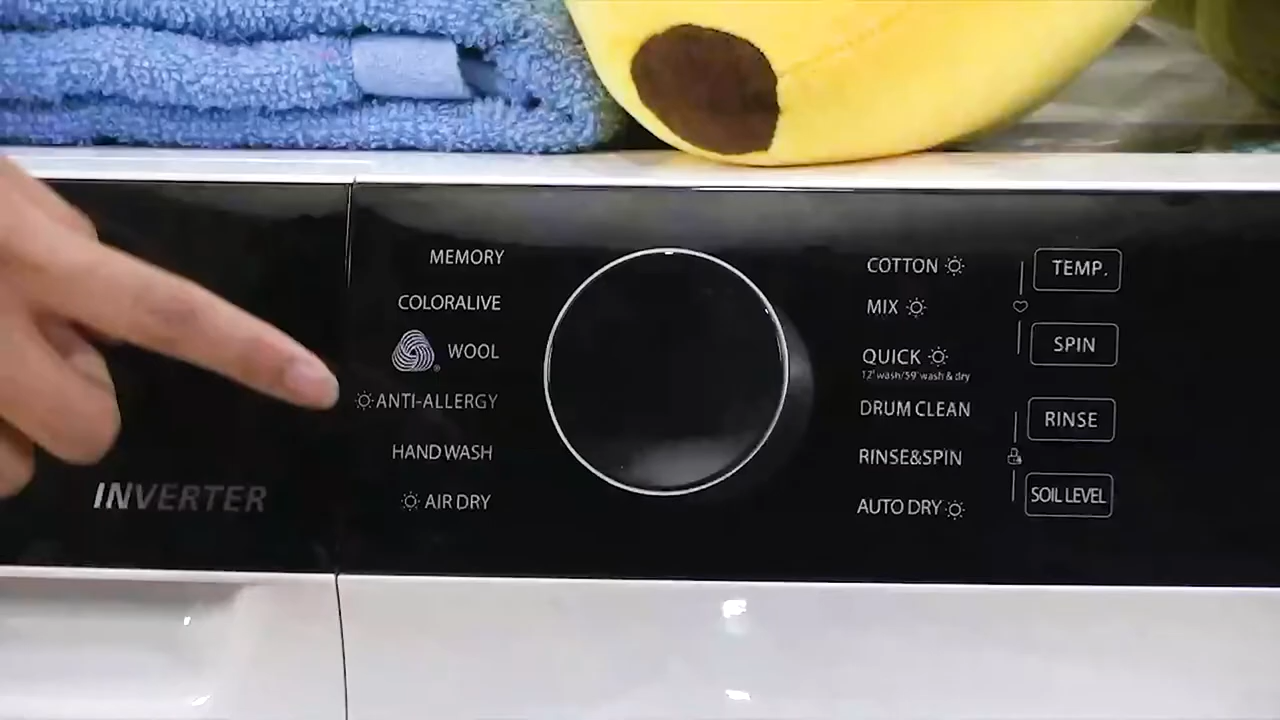 MEMORY
COLORALIVE
WOOL
ANTI-ALLERGY
HAND WASH
AIR DRY
INVERTER
COTTON
MIX
QUICK
12' wash/59' wash & dry
DRUM CLEAN
RINSE&SPIN
AUTO DRY
TEMP.
SPIN
RINSE
SOIL LEVEL